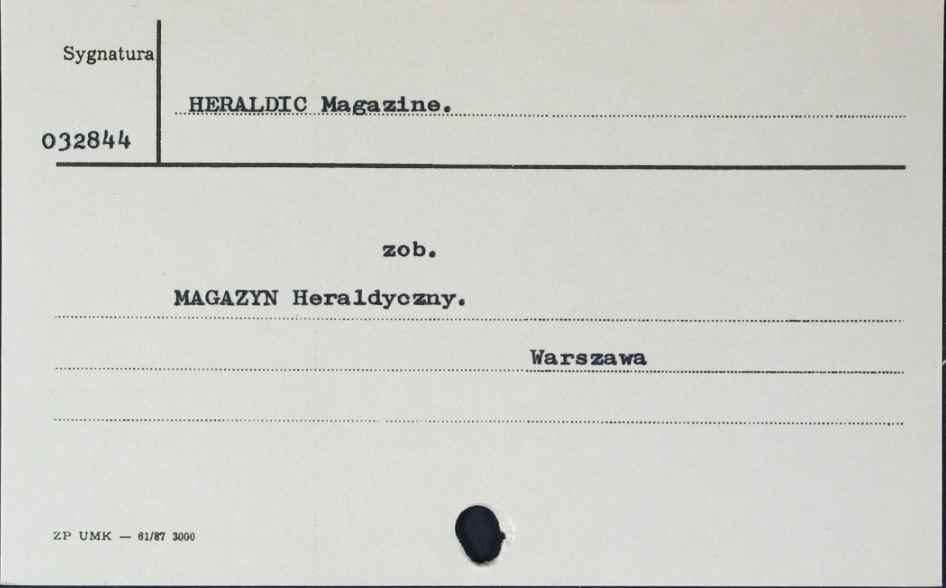 Sygnatura
HERALDIC Magazine.
032844
zob.
MAGAZYN Heraldyczny.
Warszawa
ZP UMK — 61/87 3000